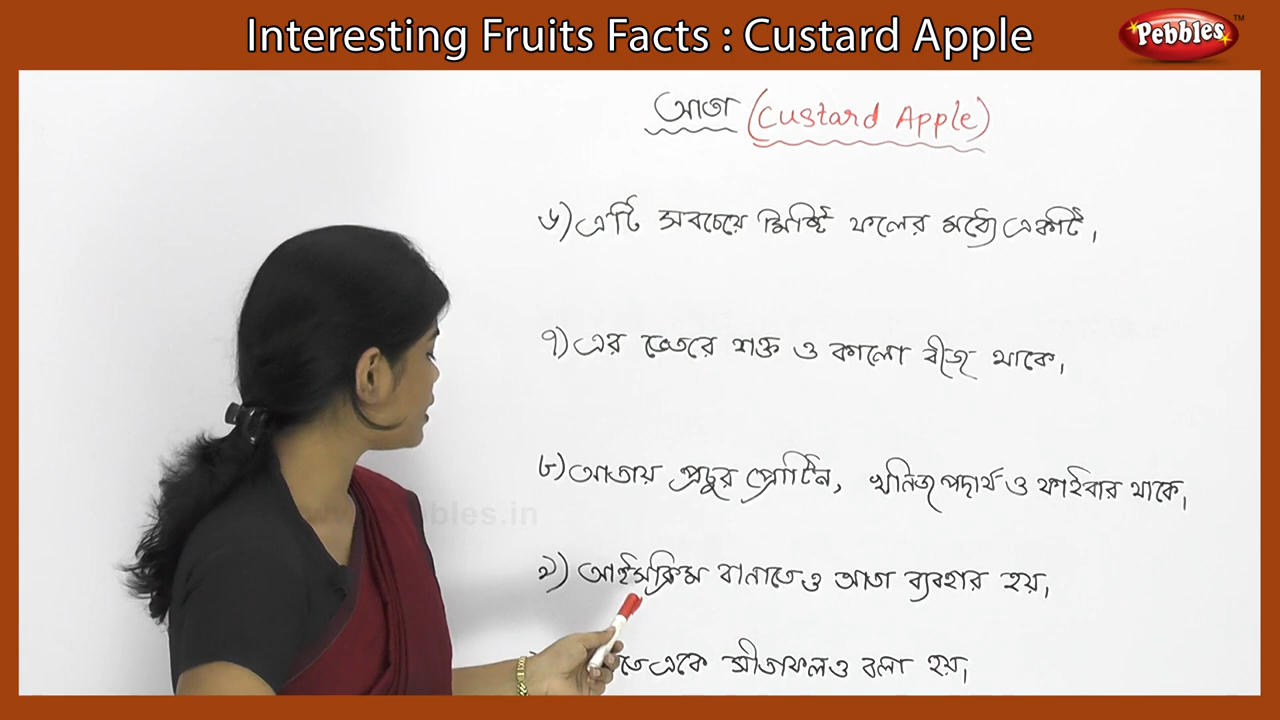 Interesting Fruits Facts : Custard Apple
Pebbles TM
আতা (Custard Apple)
৬) এটি সবচেয়ে মিষ্টি ফলের মধ্যে একটি।
৭) এর ভেতরে শক্ত ও কালো বীজ থাকে।
৮) আতায় প্রচুর প্রোটিন, খনিজ পদার্থ ও ফাইবার থাকে।
৯) আইসক্রিম বানাতেও আতা ব্যবহার হয়।
একে সীতাফলও বলা হয়।